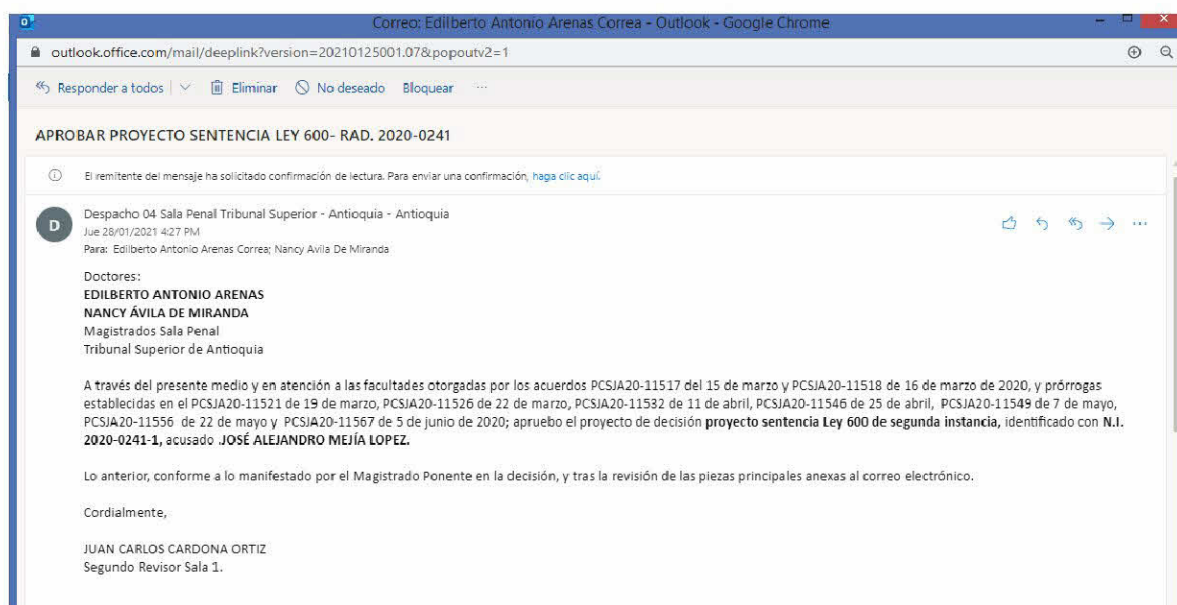 Correo: Edilberto Antonio Arenas Correa - Outlook - Google Chrome
outlook.office.com/mail/deeplink?version=20210125001.07&popoutv2=1
Responder a todos Eliminar No deseado Bloquear ...
APROBAR PROYECTO SENTENCIA LEY 600- RAD. 2020-0241
El remitente del mensaje ha solicitado confirmación de lectura. Para enviar una confirmación, haga clic aquí.
D
Despacho 04 Sala Penal Tribunal Superior - Antioquia - Antioquia
Jue 28/01/2021 4:27 PM
Para: Edilberto Antonio Arenas Correa; Nancy Avila De Miranda
Doctores:
EDILBERTO ANTONIO ARENAS
NANCY ÁVILA DE MIRANDA
Magistrados Sala Penal
Tribunal Superior de Antioquia
A través del presente medio y en atención a las facultades otorgadas por los acuerdos PCSJA20-11517 del 15 de marzo y PCSJA20-11518 de 16 de marzo de 2020, y prórrogas
establecidas en el PCSJA20-11521 de 19 de marzo, PCSJA20-11526 de 22 de marzo, PCSJA20-11532 de 11 de abril, PCSJA20-11546 de 25 de abril, PCSJA20-11549 de 7 de mayo,
PCSJA20-11556 de 22 de mayo y PCSJA20-11567 de 5 de junio de 2020; apruebo el proyecto de decisión proyecto sentencia Ley 600 de segunda instancia, identificado con N.I.
2020-0241-1, acusado .JOSÉ ALEJANDRO MEJÍA LOPEZ.
Lo anterior, conforme a lo manifestado por el Magistrado Ponente en la decisión, y tras la revisión de las piezas principales anexas al correo electrónico.
Cordialmente,
JUAN CARLOS CARDONA ORTIZ
Segundo Revisor Sala 1.